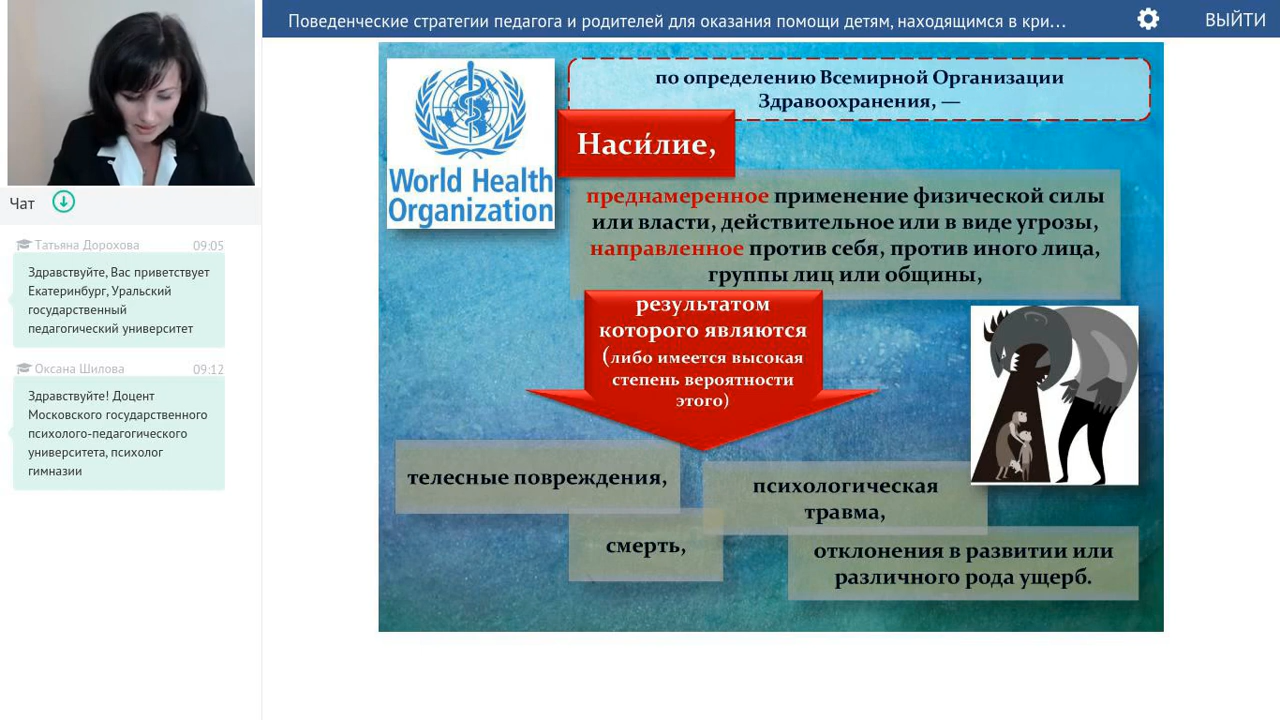 Поведенческие стратегии педагога и родителей для оказания помощи детям, находящимся в кри...
ВЫЙТИ
Чат
Татьяна Дорохова 09:05
Здравствуйте, Вас приветствует
Екатеринбург, Уральский
государственный
педагогический университет
Оксана Шилова 09:12
Здравствуйте! Доцент
Московского государственного
психолого-педагогического
университета, психолог
гимназии
World Health
Organization
по определению Всемирной Организации
Здравоохранения, —
Наси́лие,
преднамеренное применение физической силы
или власти, действительное или в виде угрозы,
направленное против себя, против иного лица,
группы лиц или общины,
результатом
которого являются
(либо имеется высокая
степень вероятности
этого)
телесные повреждения,
психологическая
травма,
смерть,
отклонения в развитии или
различного рода ущерб.